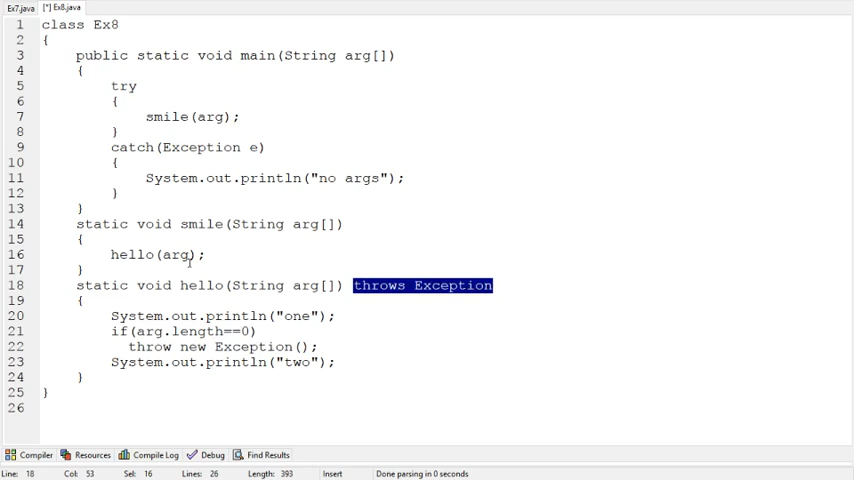 Ex7.java [*] Ex8.java
1 class Ex8
2 {
3 public static void main(String arg[])
4 {
5 try
6 {
7 smile(arg);
8 }
9 catch(Exception e)
10 {
11 System.out.println("no args");
12 }
13 }
14 static void smile(String arg[])
15 {
16 hello(arg);
17 }
18 static void hello(String arg[]) throws Exception
19 {
20 System.out.println("one");
21 if(arg.length==0)
22 throw new Exception();
23 System.out.println("two");
24 }
25 }
26
Compiler Resources Compile Log Debug Find Results
Line: 18 Col: 53 Sel: 16 Lines: 26 Length: 393 Insert Done parsing in 0 seconds